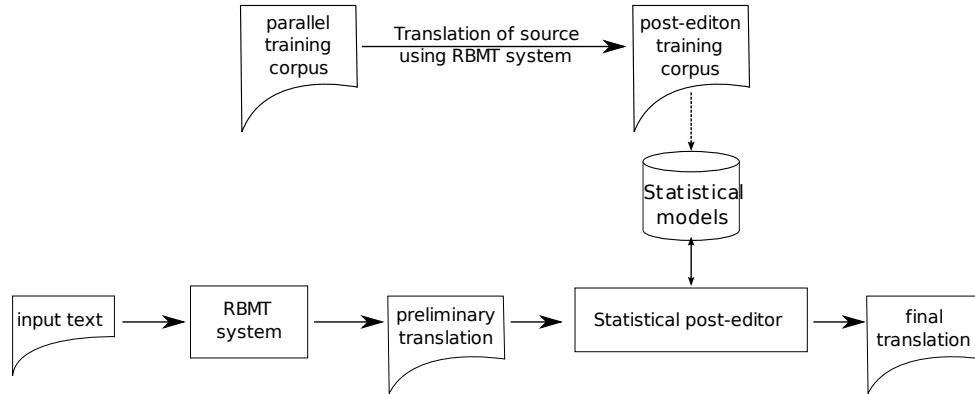 parallel
training
corpus
Translation of source
using RBMT system
post-editon
training
corpus
Statistical
models
input text
RBMT
system
preliminary
translation
Statistical post-editor
final
translation